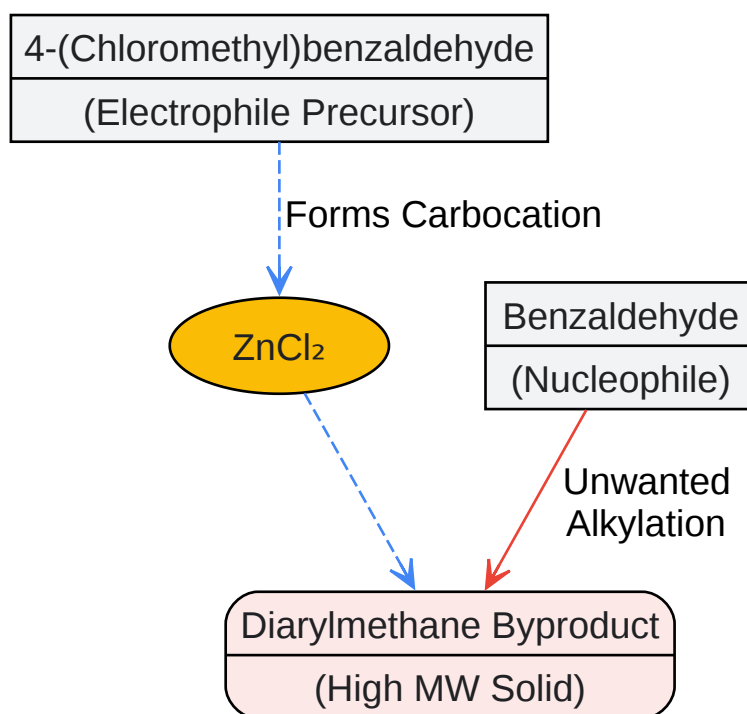 4-(Chloromethyl)benzaldehyde
(Electrophile Precursor)
Forms Carbocation
ZnCl₂
Benzaldehyde
(Nucleophile)
Unwanted
Alkylation
Diarylmethane Byproduct
(High MW Solid)